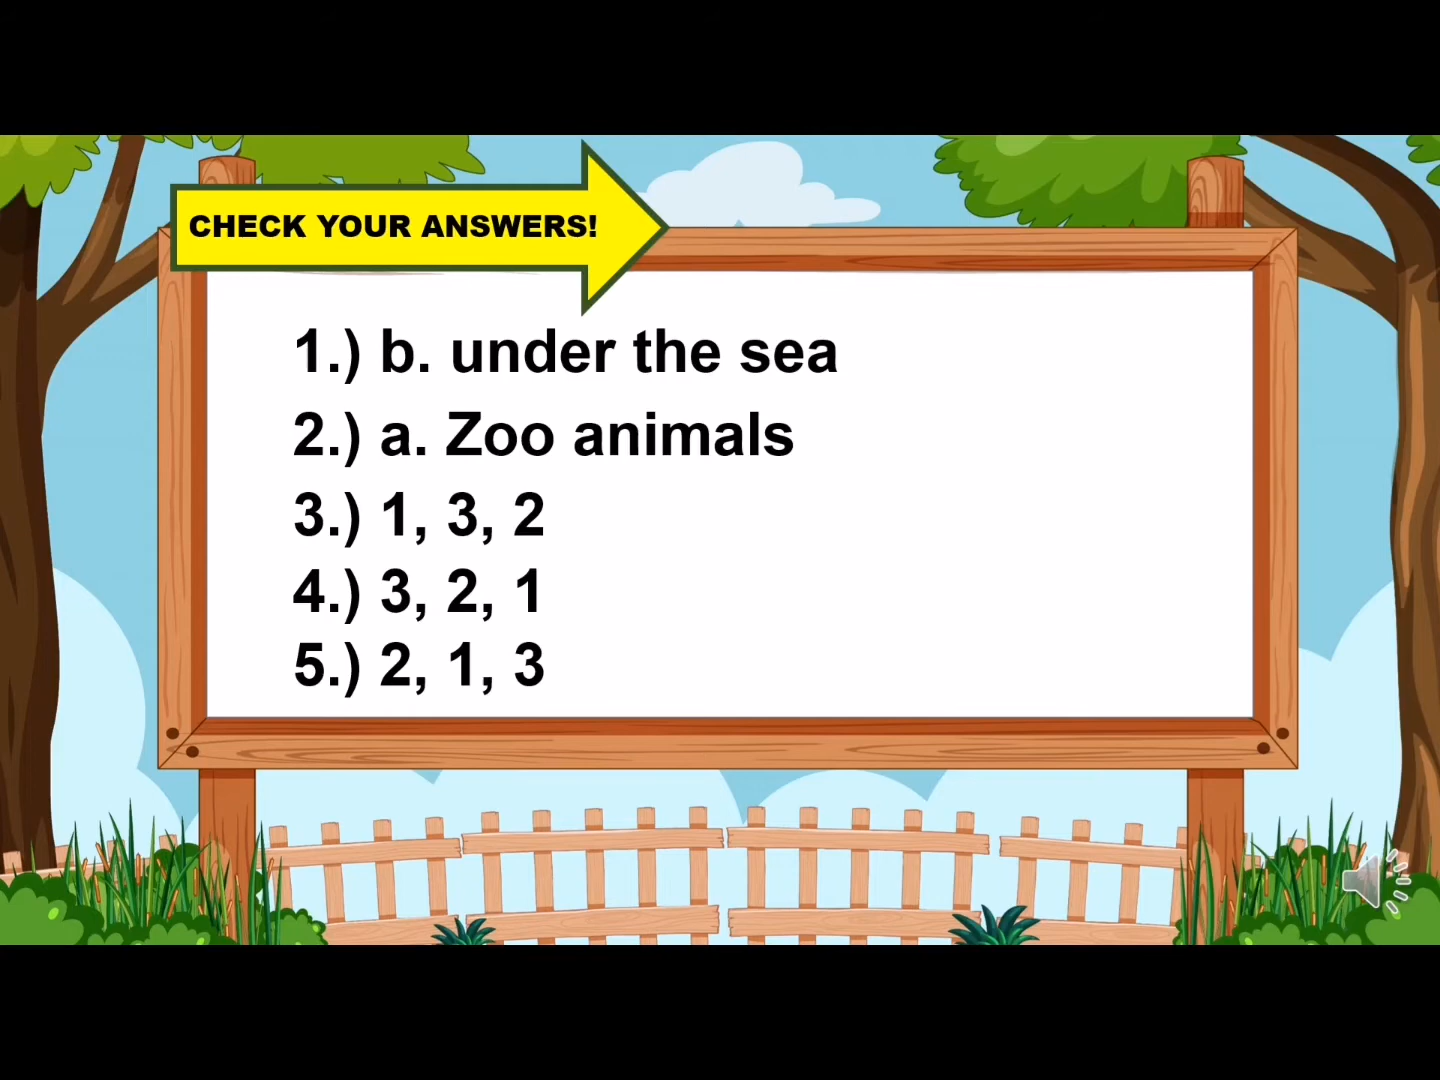 CHECK YOUR ANSWERS!
1.) b. under the sea
2.) a. Zoo animals
3.) 1, 3, 2
4.) 3, 2, 1
5.) 2, 1, 3